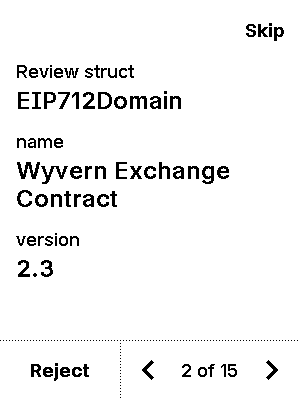 Skip
Review struct
EIP712Domain
name
Wyvern Exchange
Contract
version
2.3
Reject
2 of 15